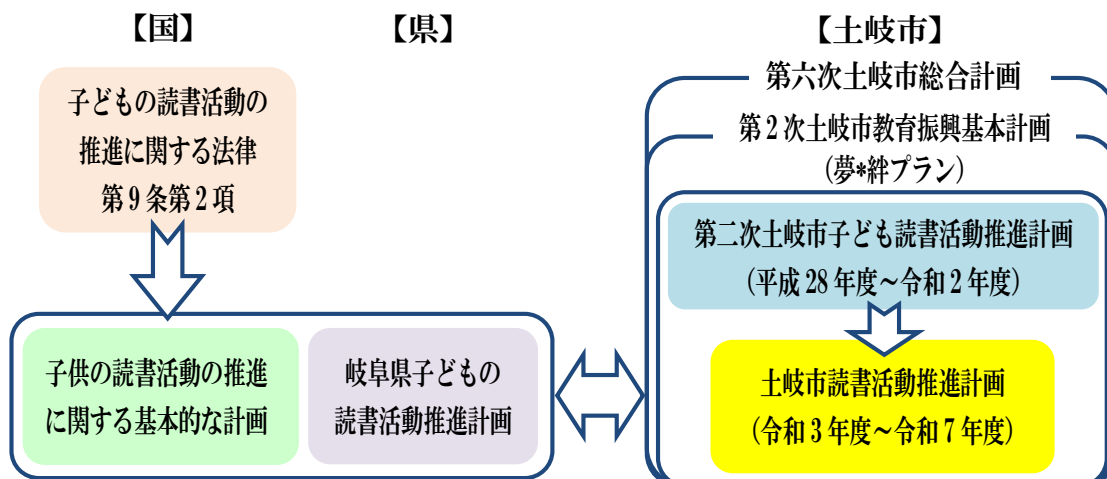 【国】
【県】
【土岐市】
子どもの読書活動の
推進に関する法律
第9条第2項
子供の読書活動の推進
に関する基本的な計画
岐阜県子どもの
読書活動推進計画
第六次土岐市総合計画
第2次土岐市教育振興基本計画
(夢*絆プラン)
第二次土岐市子ども読書活動推進計画
(平成28年度～令和2年度)
土岐市読書活動推進計画
(令和3年度～令和7年度)